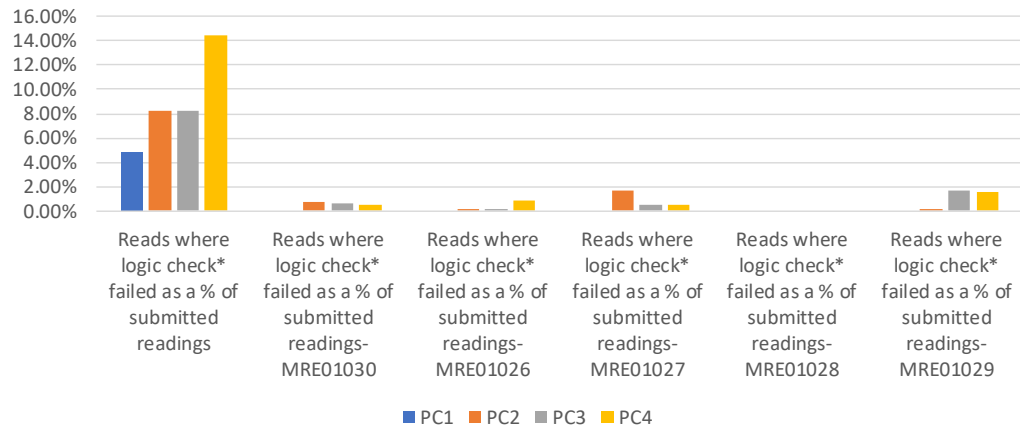 16.00%
14.00%
12.00%
10.00%
8.00%
6.00%
4.00%
2.00%
0.00%
Reads where
logic check*
failed as a % of
submitted
readings
Reads where
logic check*
failed as a % of
submitted
readings-
MRE01030
Reads where
logic check*
failed as a % of
submitted
readings-
MRE01026
Reads where
logic check*
failed as a % of
submitted
readings-
MRE01027
Reads where
logic check*
failed as a % of
submitted
readings-
MRE01028
Reads where
logic check*
failed as a % of
submitted
readings-
MRE01029
PC1 PC2 PC3 PC4